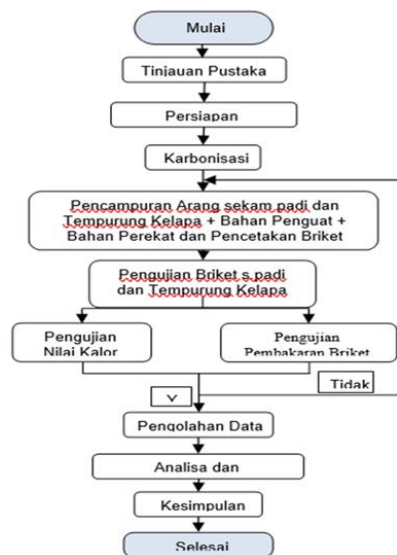 Mulai
Tinjauan Pustaka
Persiapan
Karbonisasi
Pencampuran Arang sekam padi dan
Tempurung Kelapa + Bahan Penguat +
Bahan Perekat dan Pencetakan Briket
Pengujian Briket s.padi
dan Tempurung Kelapa
Pengujian
Nilai Kalor
Pengujian
Pembakaran Briket
Tidak
Pengolahan Data
Analisa dan
Kesimpulan
Selesai